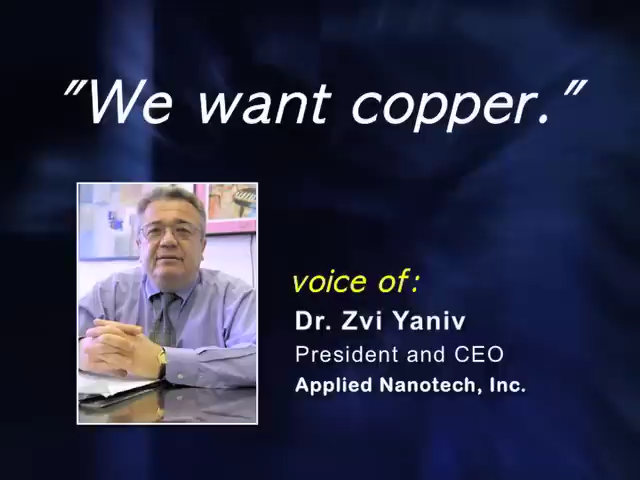 "We want copper."
voice of:
Dr. Zvi Yaniv
President and CEO
Applied Nanotech, Inc.